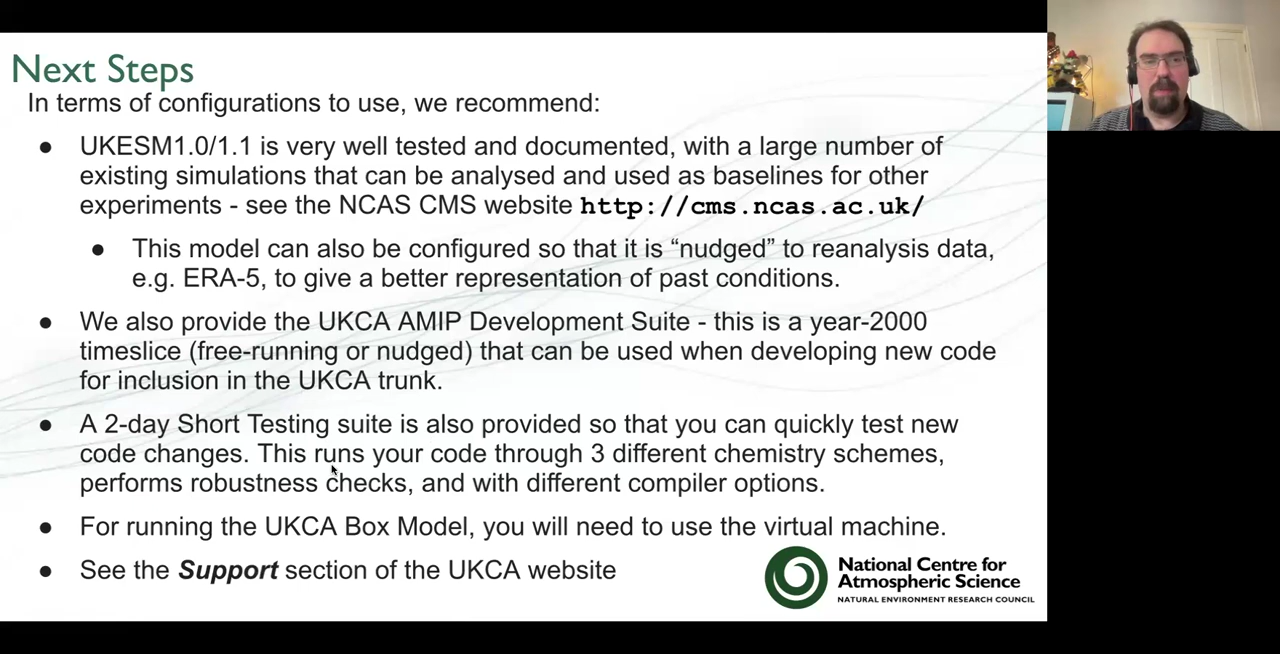 Next Steps
In terms of configurations to use, we recommend:
● UKESM1.0/1.1 is very well tested and documented, with a large number of
existing simulations that can be analysed and used as baselines for other
experiments - see the NCAS CMS website http://cms.ncas.ac.uk/
● This model can also be configured so that it is “nudged” to reanalysis data,
e.g. ERA-5, to give a better representation of past conditions.
● We also provide the UKCA AMIP Development Suite - this is a year-2000
timeslice (free-running or nudged) that can be used when developing new code
for inclusion in the UKCA trunk.
● A 2-day Short Testing suite is also provided so that you can quickly test new
code changes. This runs your code through 3 different chemistry schemes,
performs robustness checks, and with different compiler options.
● For running the UKCA Box Model, you will need to use the virtual machine.
● See the Support section of the UKCA website
National Centre for
Atmospheric Science
NATURAL ENVIRONMENT RESEARCH COUNCIL